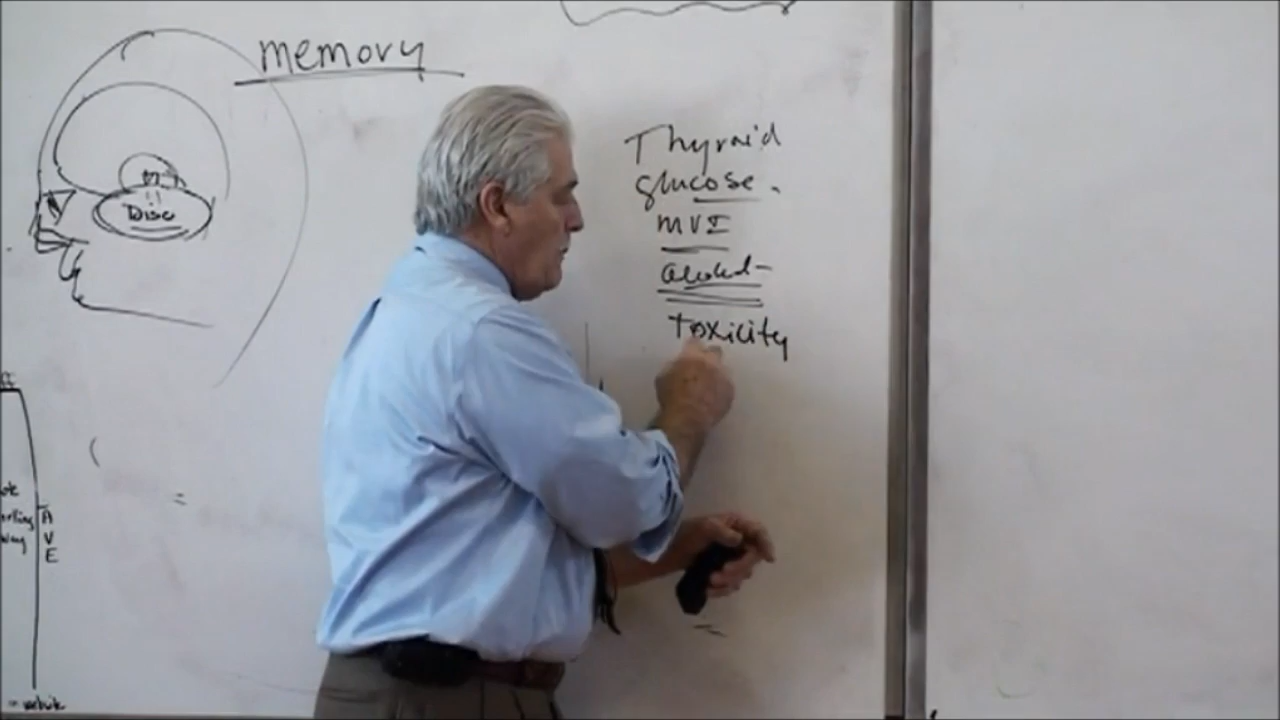 memory
Disc
Thyroid
glucose.
MVI
alcohol-
Toxicity
A
V
E